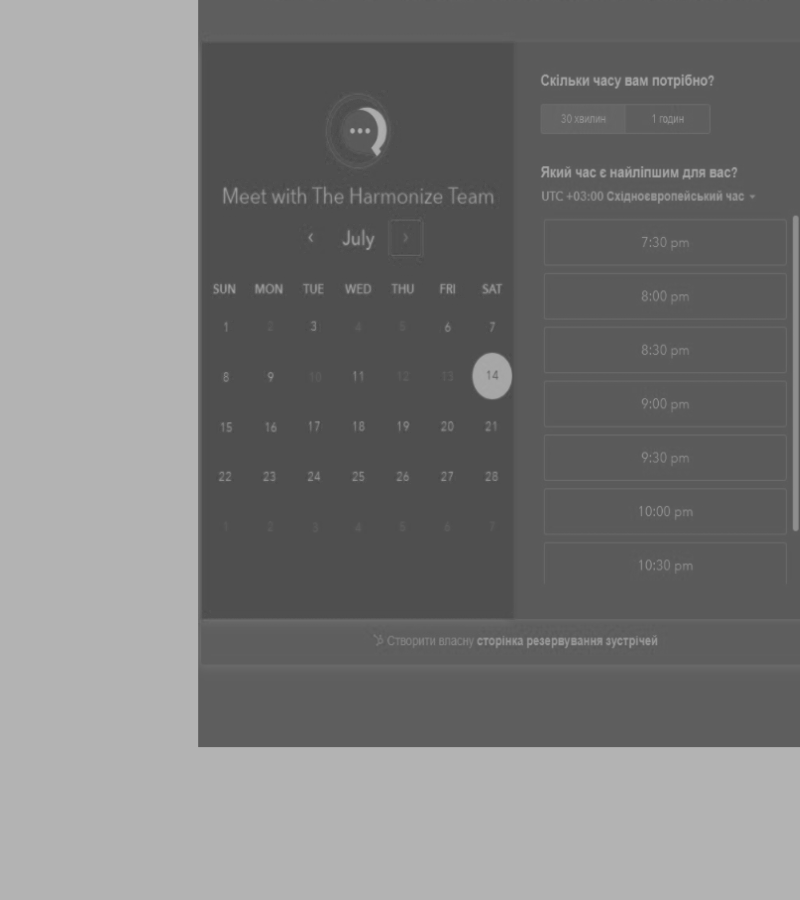 Meet with The Harmonize Team
July
SUN MON TUE WED THU FRI SAT
1 2 3 4 5 6 7
8 9 10 11 12 13 14
15 16 17 18 19 20 21
22 23 24 25 26 27 28
1 2 3 4 5 6 7
Скільки часу вам потрібно?
30 хвилин 1 годин
Який час є найліпшим для вас?
UTC +03:00 Східноєвропейський час
7:30 pm
8:00 pm
8:30 pm
9:00 pm
9:30 pm
10:00 pm
10:30 pm
Створити власну сторінка резервування зустрічей